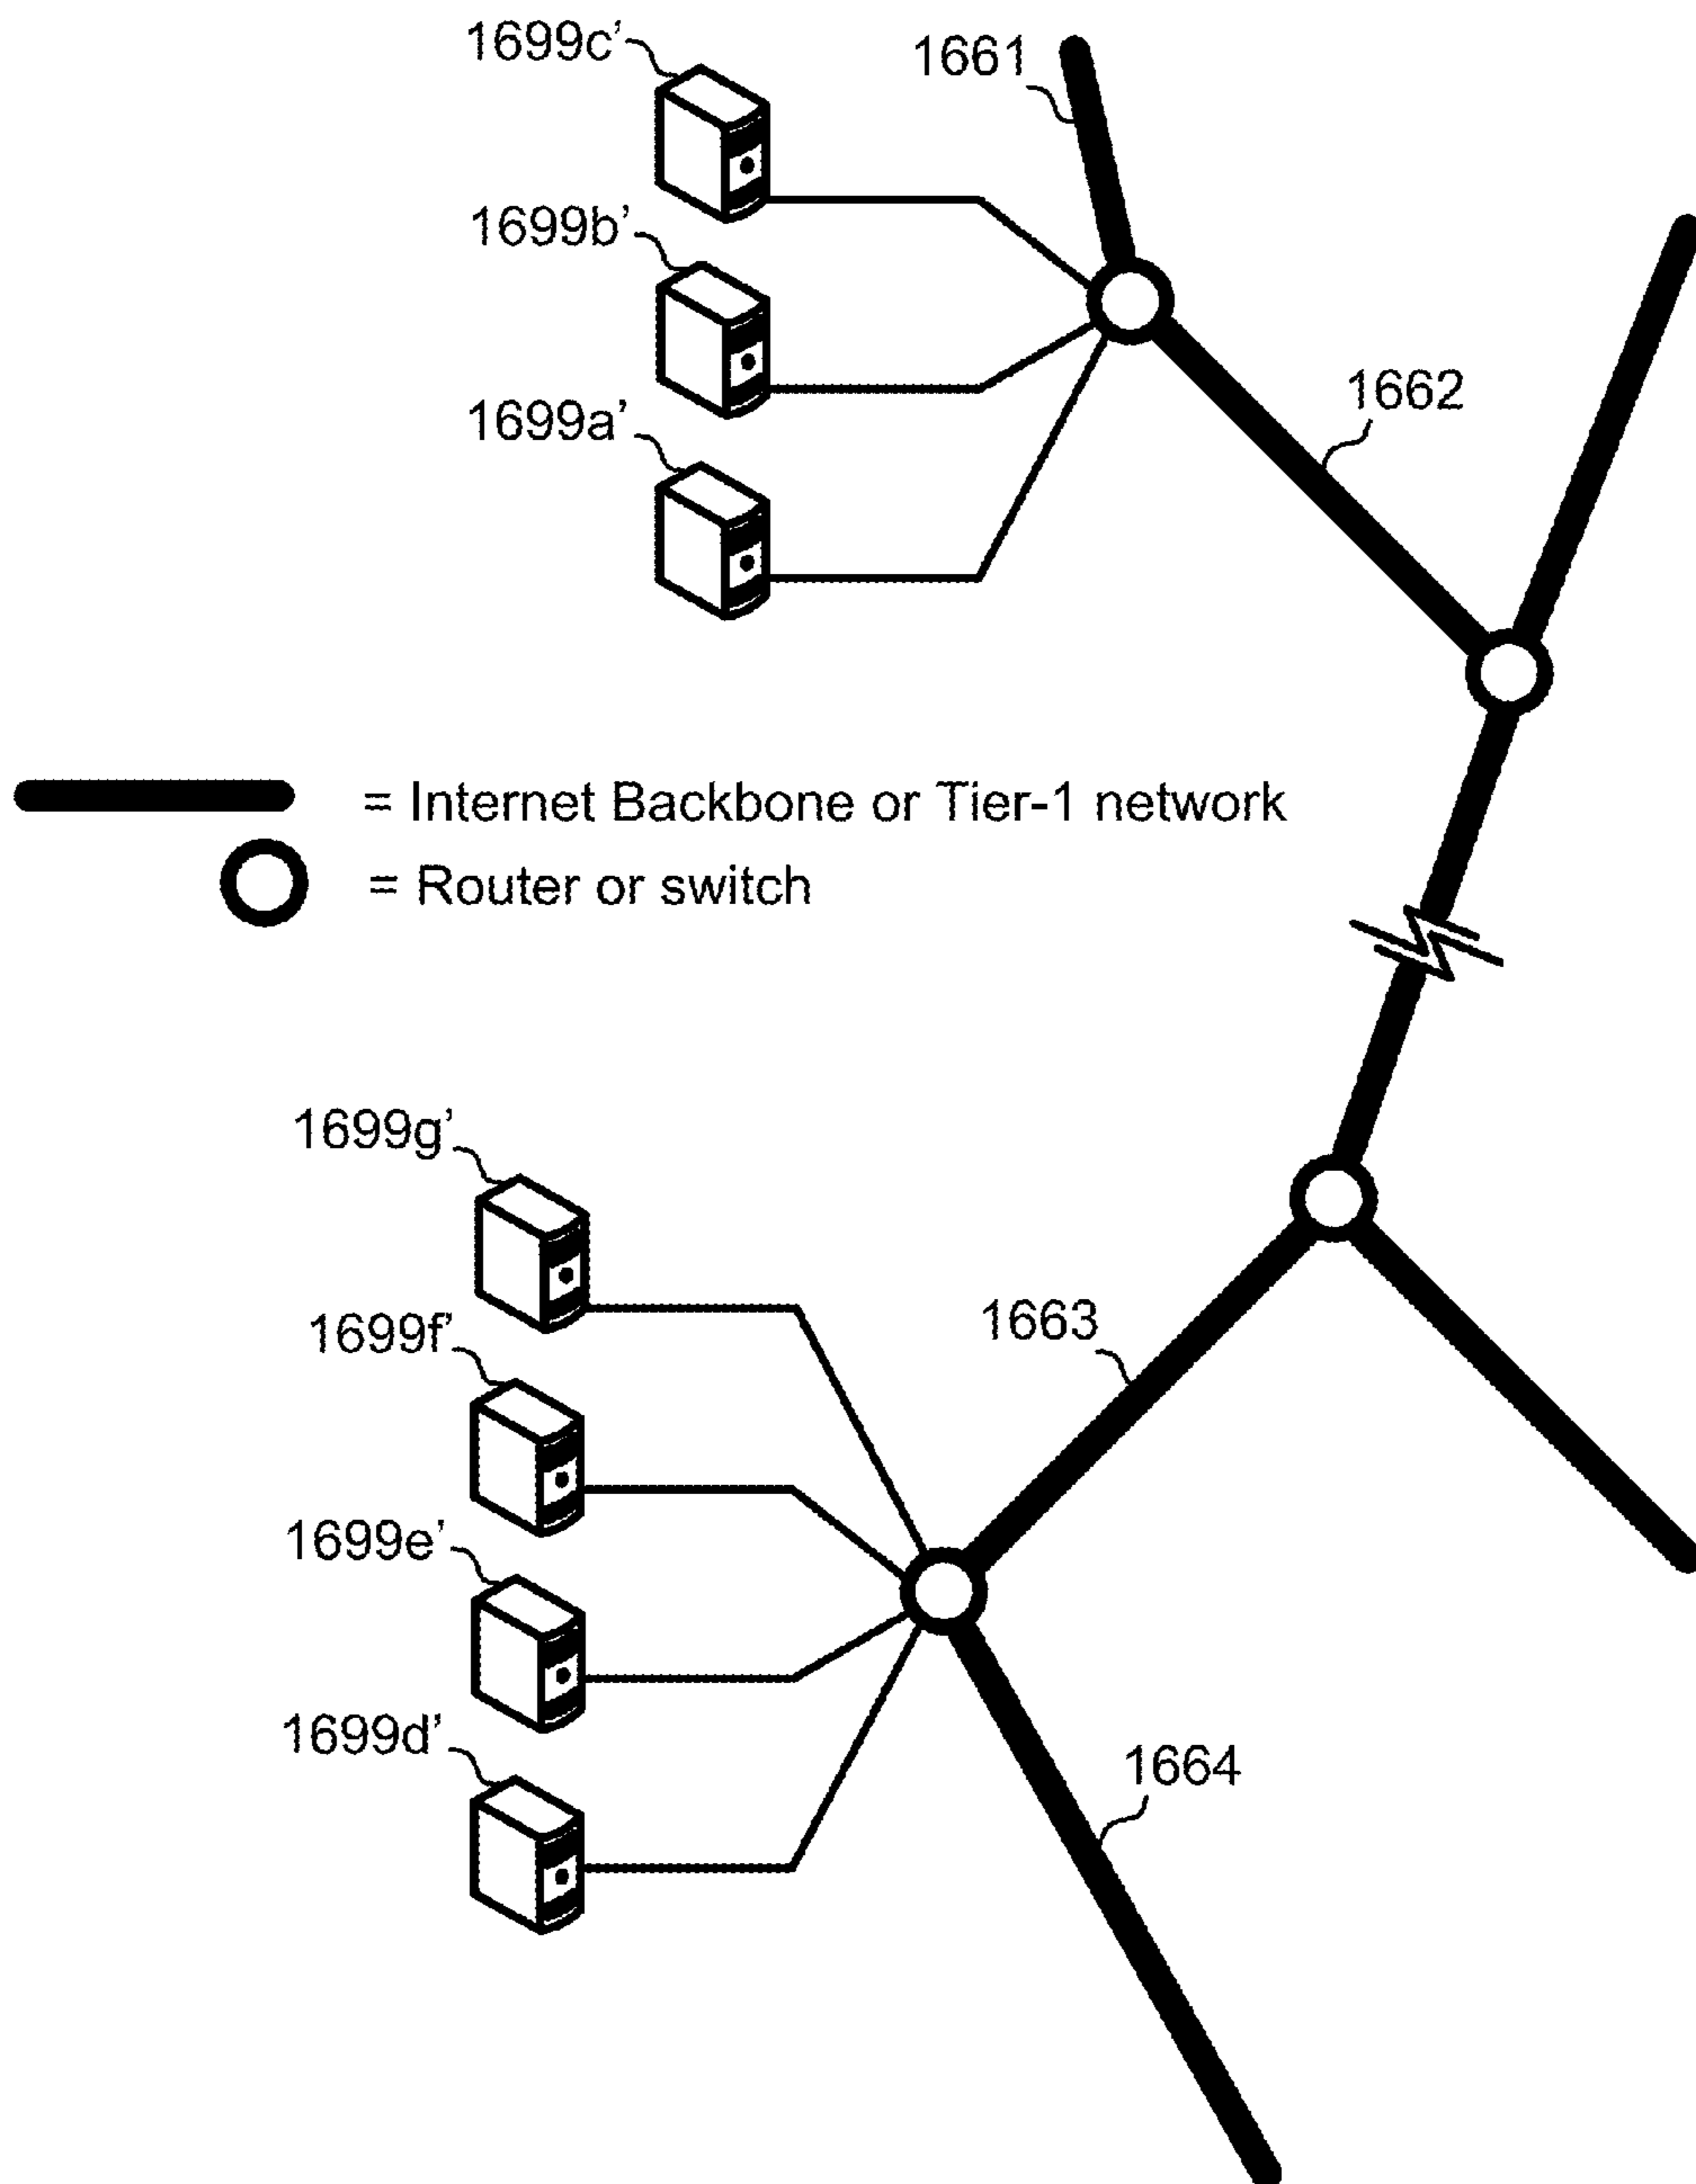 1699c’
1661
1699b’
1662
1699a’
= Internet Backbone or Tier-1 network
= Router or switch
1699g’
1663
1699f’
1699e’
1699d’
1664